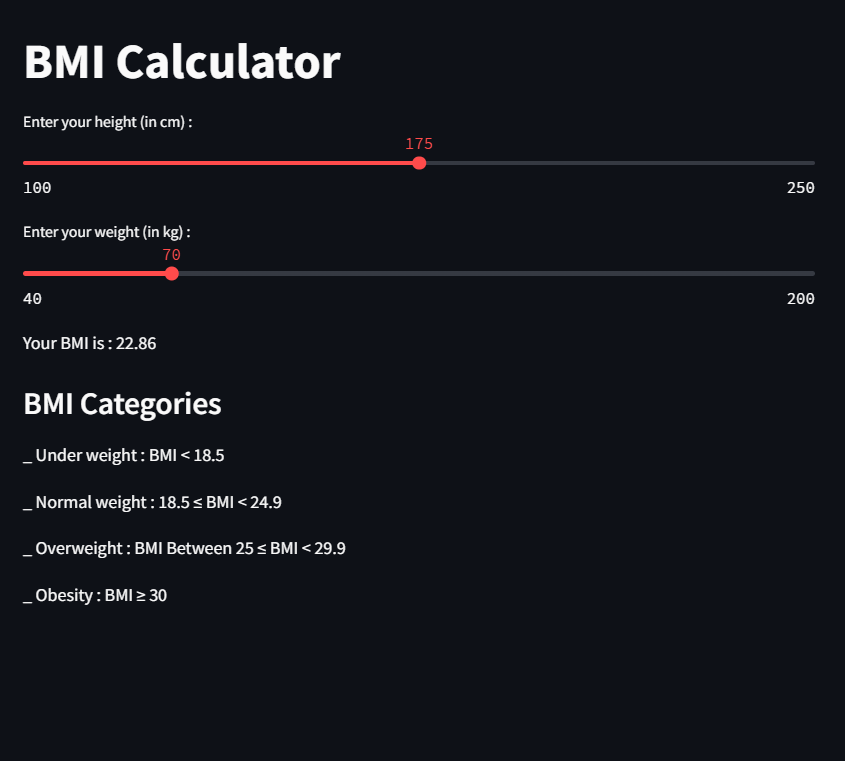 BMI Calculator
Enter your height (in cm) :
175
100 250
Enter your weight (in kg) :
70
40 200
Your BMI is : 22.86
BMI Categories
_ Under weight : BMI < 18.5
_ Normal weight : 18.5 ≤ BMI < 24.9
_ Overweight : BMI Between 25 ≤ BMI < 29.9
_ Obesity : BMI ≥ 30